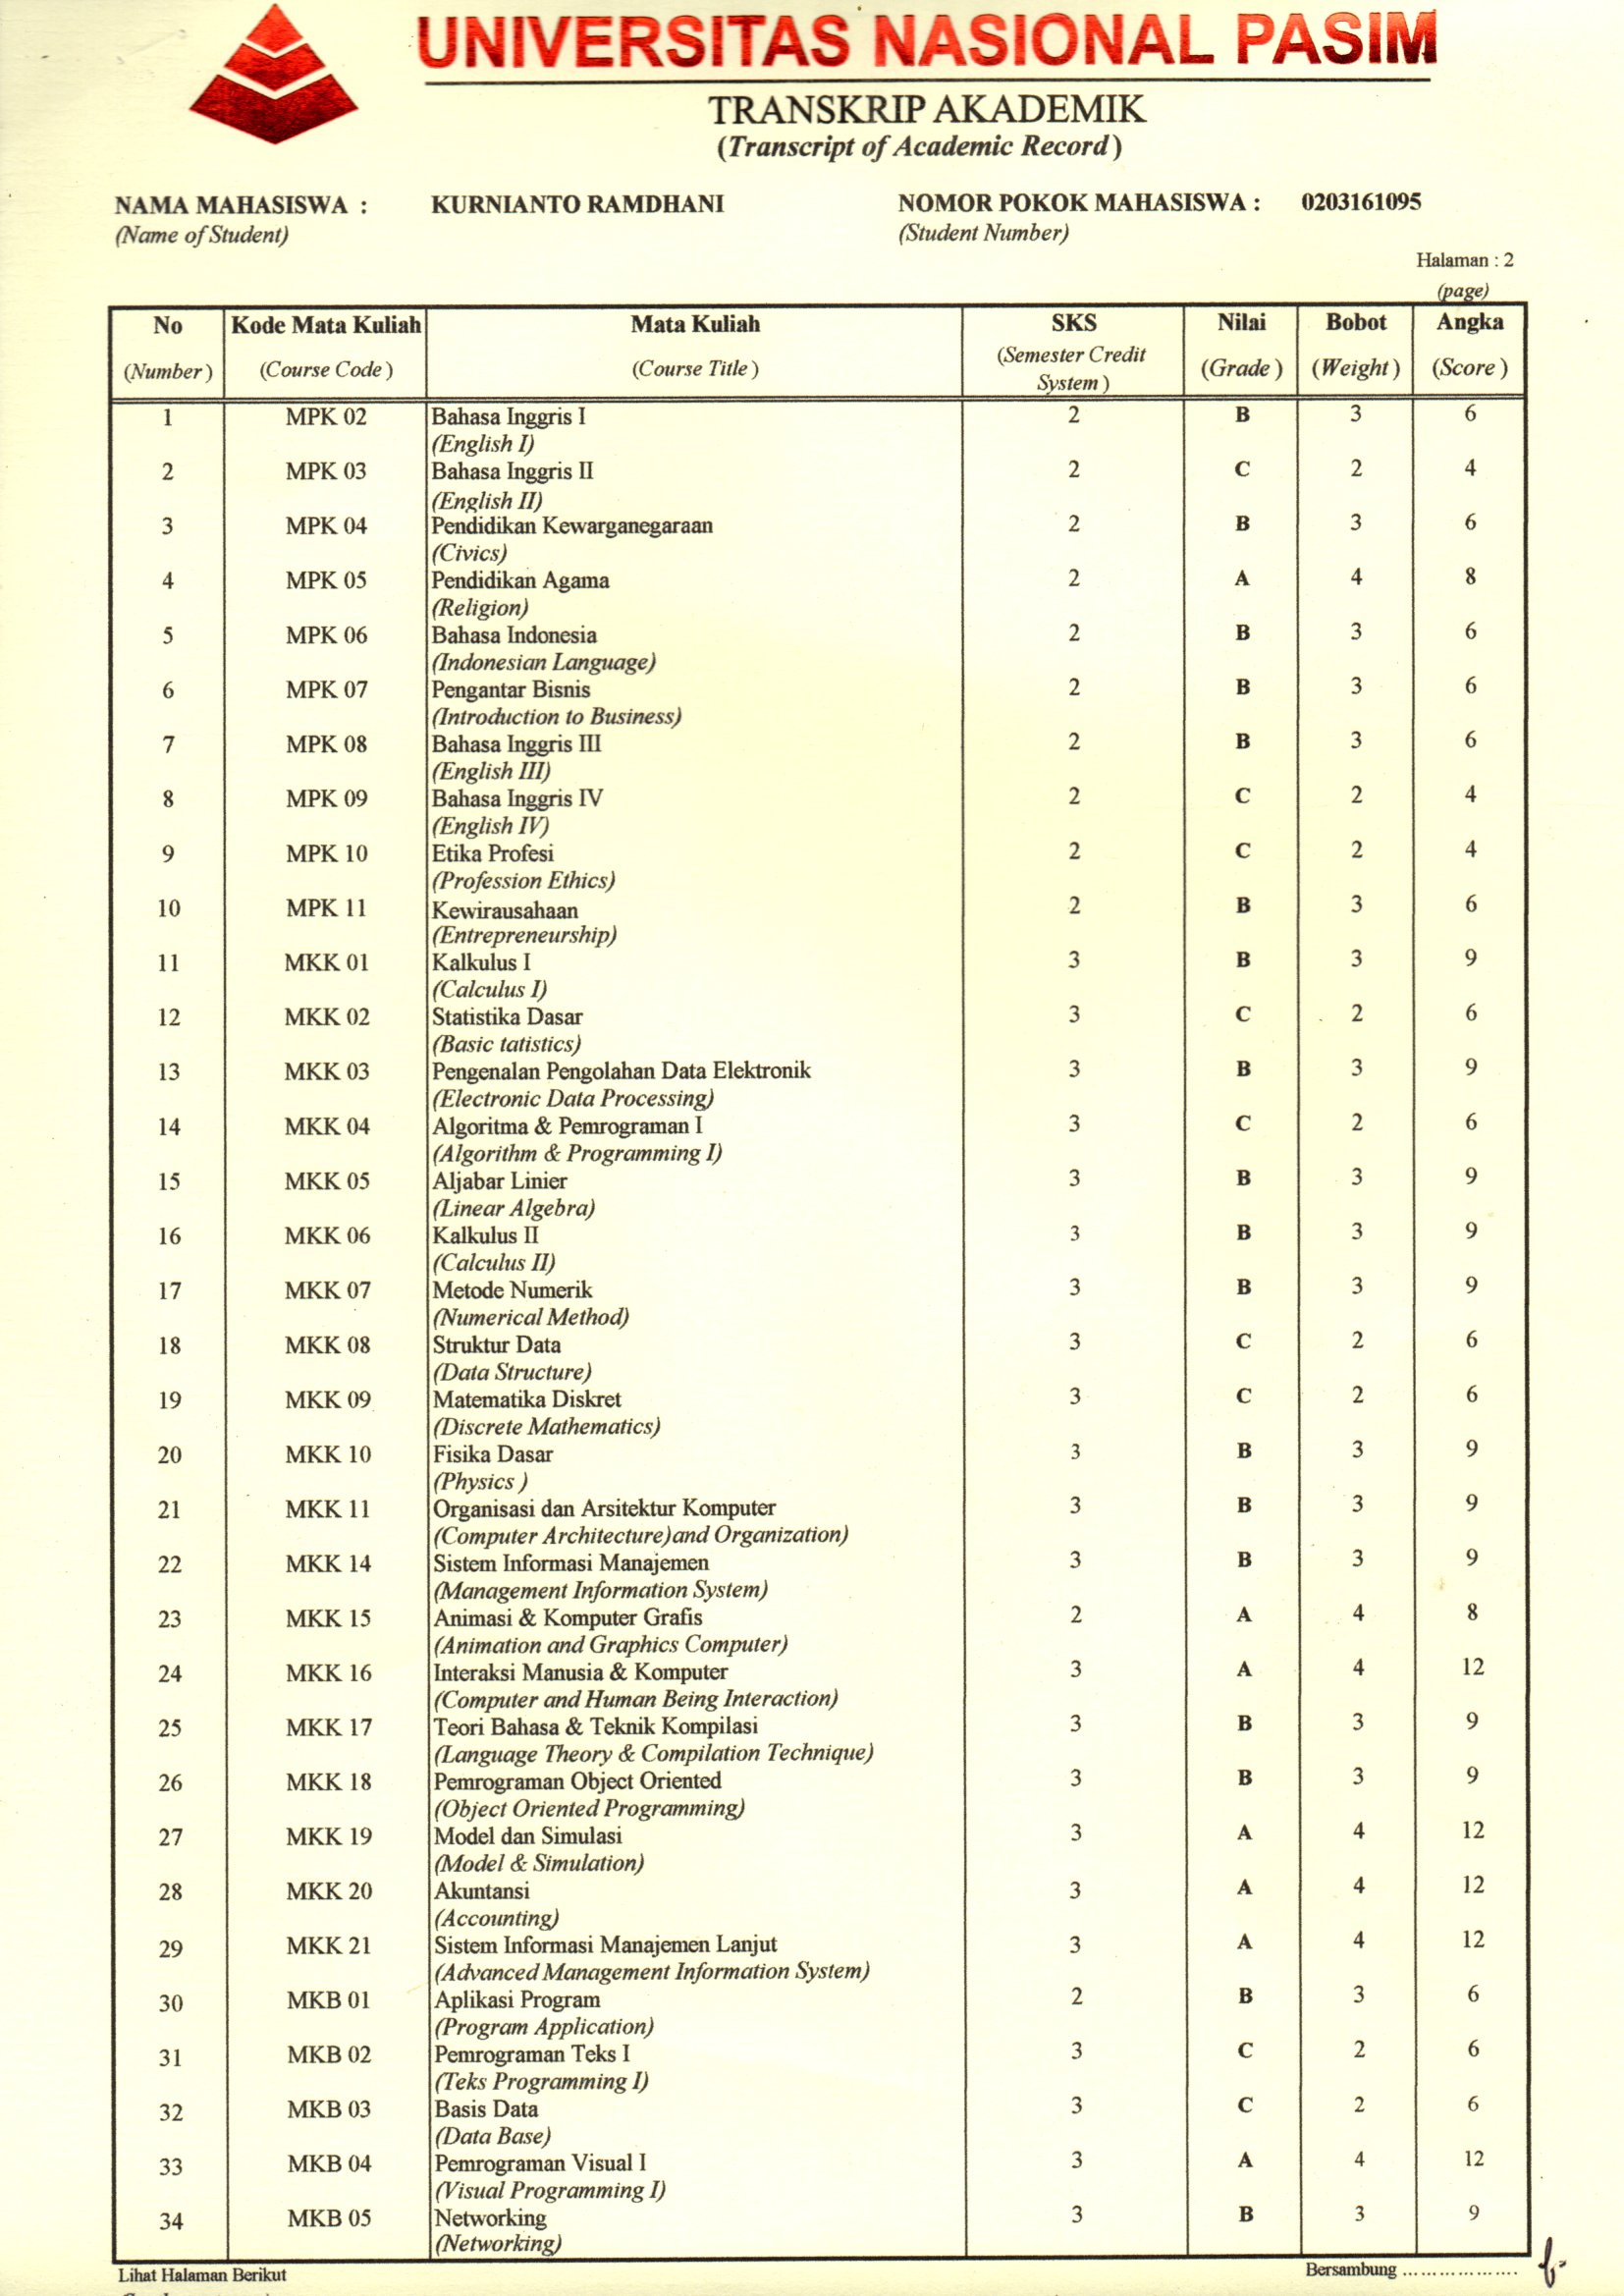 UNIVERSITAS NASIONAL PASIM
TRANSKRIP AKADEMIK
(Transcript of Academic Record)
NAMA MAHASISWA : KURNIANTO RAMDHANI NOMOR POKOK MAHASISWA : 0203161095
(Name of Student) (Student Number)
Halaman : 2
(page)
No Kode Mata Kuliah Mata Kuliah SKS Nilai Bobot Angka
(Number) (Course Code) (Course Title) (Semester Credit System) (Grade) (Weight) (Score)
1 MPK 02 Bahasa Inggris I 2 B 3 6
(English I)
2 MPK 03 Bahasa Inggris II 2 C 2 4
(English II)
3 MPK 04 Pendidikan Kewarganegaraan 2 B 3 6
(Civics)
4 MPK 05 Pendidikan Agama 2 A 4 8
(Religion)
5 MPK 06 Bahasa Indonesia 2 B 3 6
(Indonesian Language)
6 MPK 07 Pengantar Bisnis 2 B 3 6
(Introduction to Business)
7 MPK 08 Bahasa Inggris III 2 B 3 6
(English III)
8 MPK 09 Bahasa Inggris IV 2 C 2 4
(English IV)
9 MPK 10 Etika Profesi 2 C 2 4
(Profession Ethics)
10 MPK 11 Kewirausahaan 2 B 3 6
(Entrepreneurship)
11 MKK 01 Kalkulus I 3 B 3 9
(Calculus I)
12 MKK 02 Statistika Dasar 3 C 2 6
(Basic tatistics)
13 MKK 03 Pengenalan Pengolahan Data Elektronik 3 B 3 9
(Electronic Data Processing)
14 MKK 04 Algoritma & Pemrograman I 3 C 2 6
(Algorithm & Programming I)
15 MKK 05 Aljabar Linier 3 B 3 9
(Linear Algebra)
16 MKK 06 Kalkulus II 3 B 3 9
(Calculus II)
17 MKK 07 Metode Numerik 3 B 3 9
(Numerical Method)
18 MKK 08 Struktur Data 3 C 2 6
(Data Structure)
19 MKK 09 Matematika Diskret 3 C 2 6
(Discrete Mathematics)
20 MKK 10 Fisika Dasar 3 B 3 9
(Physics )
21 MKK 11 Organisasi dan Arsitektur Komputer 3 B 3 9
(Computer Architecture)and Organization)
22 MKK 14 Sistem Informasi Manajemen 3 B 3 9
(Management Information System)
23 MKK 15 Animasi & Komputer Grafis 2 A 4 8
(Animation and Graphics Computer)
24 MKK 16 Interaksi Manusia & Komputer 3 A 4 12
(Computer and Human Being Interaction)
25 MKK 17 Teori Bahasa & Teknik Kompilasi 3 B 3 9
(Language Theory & Compilation Technique)
26 MKK 18 Pemrograman Object Oriented 3 B 3 9
(Object Oriented Programming)
27 MKK 19 Model dan Simulasi 3 A 4 12
(Model & Simulation)
28 MKK 20 Akuntansi 3 A 4 12
(Accounting)
29 MKK 21 Sistem Informasi Manajemen Lanjut 3 A 4 12
(Advanced Management Information System)
30 MKB 01 Aplikasi Program 2 B 3 6
(Program Application)
31 MKB 02 Pemrograman Teks I 3 C 2 6
(Teks Programming I)
32 MKB 03 Basis Data 3 C 2 6
(Data Base)
33 MKB 04 Pemrograman Visual I 3 A 4 12
(Visual Programming I)
34 MKB 05 Networking 3 B 3 9
(Networking)
Lihat Halaman Berikut Bersambung ..................